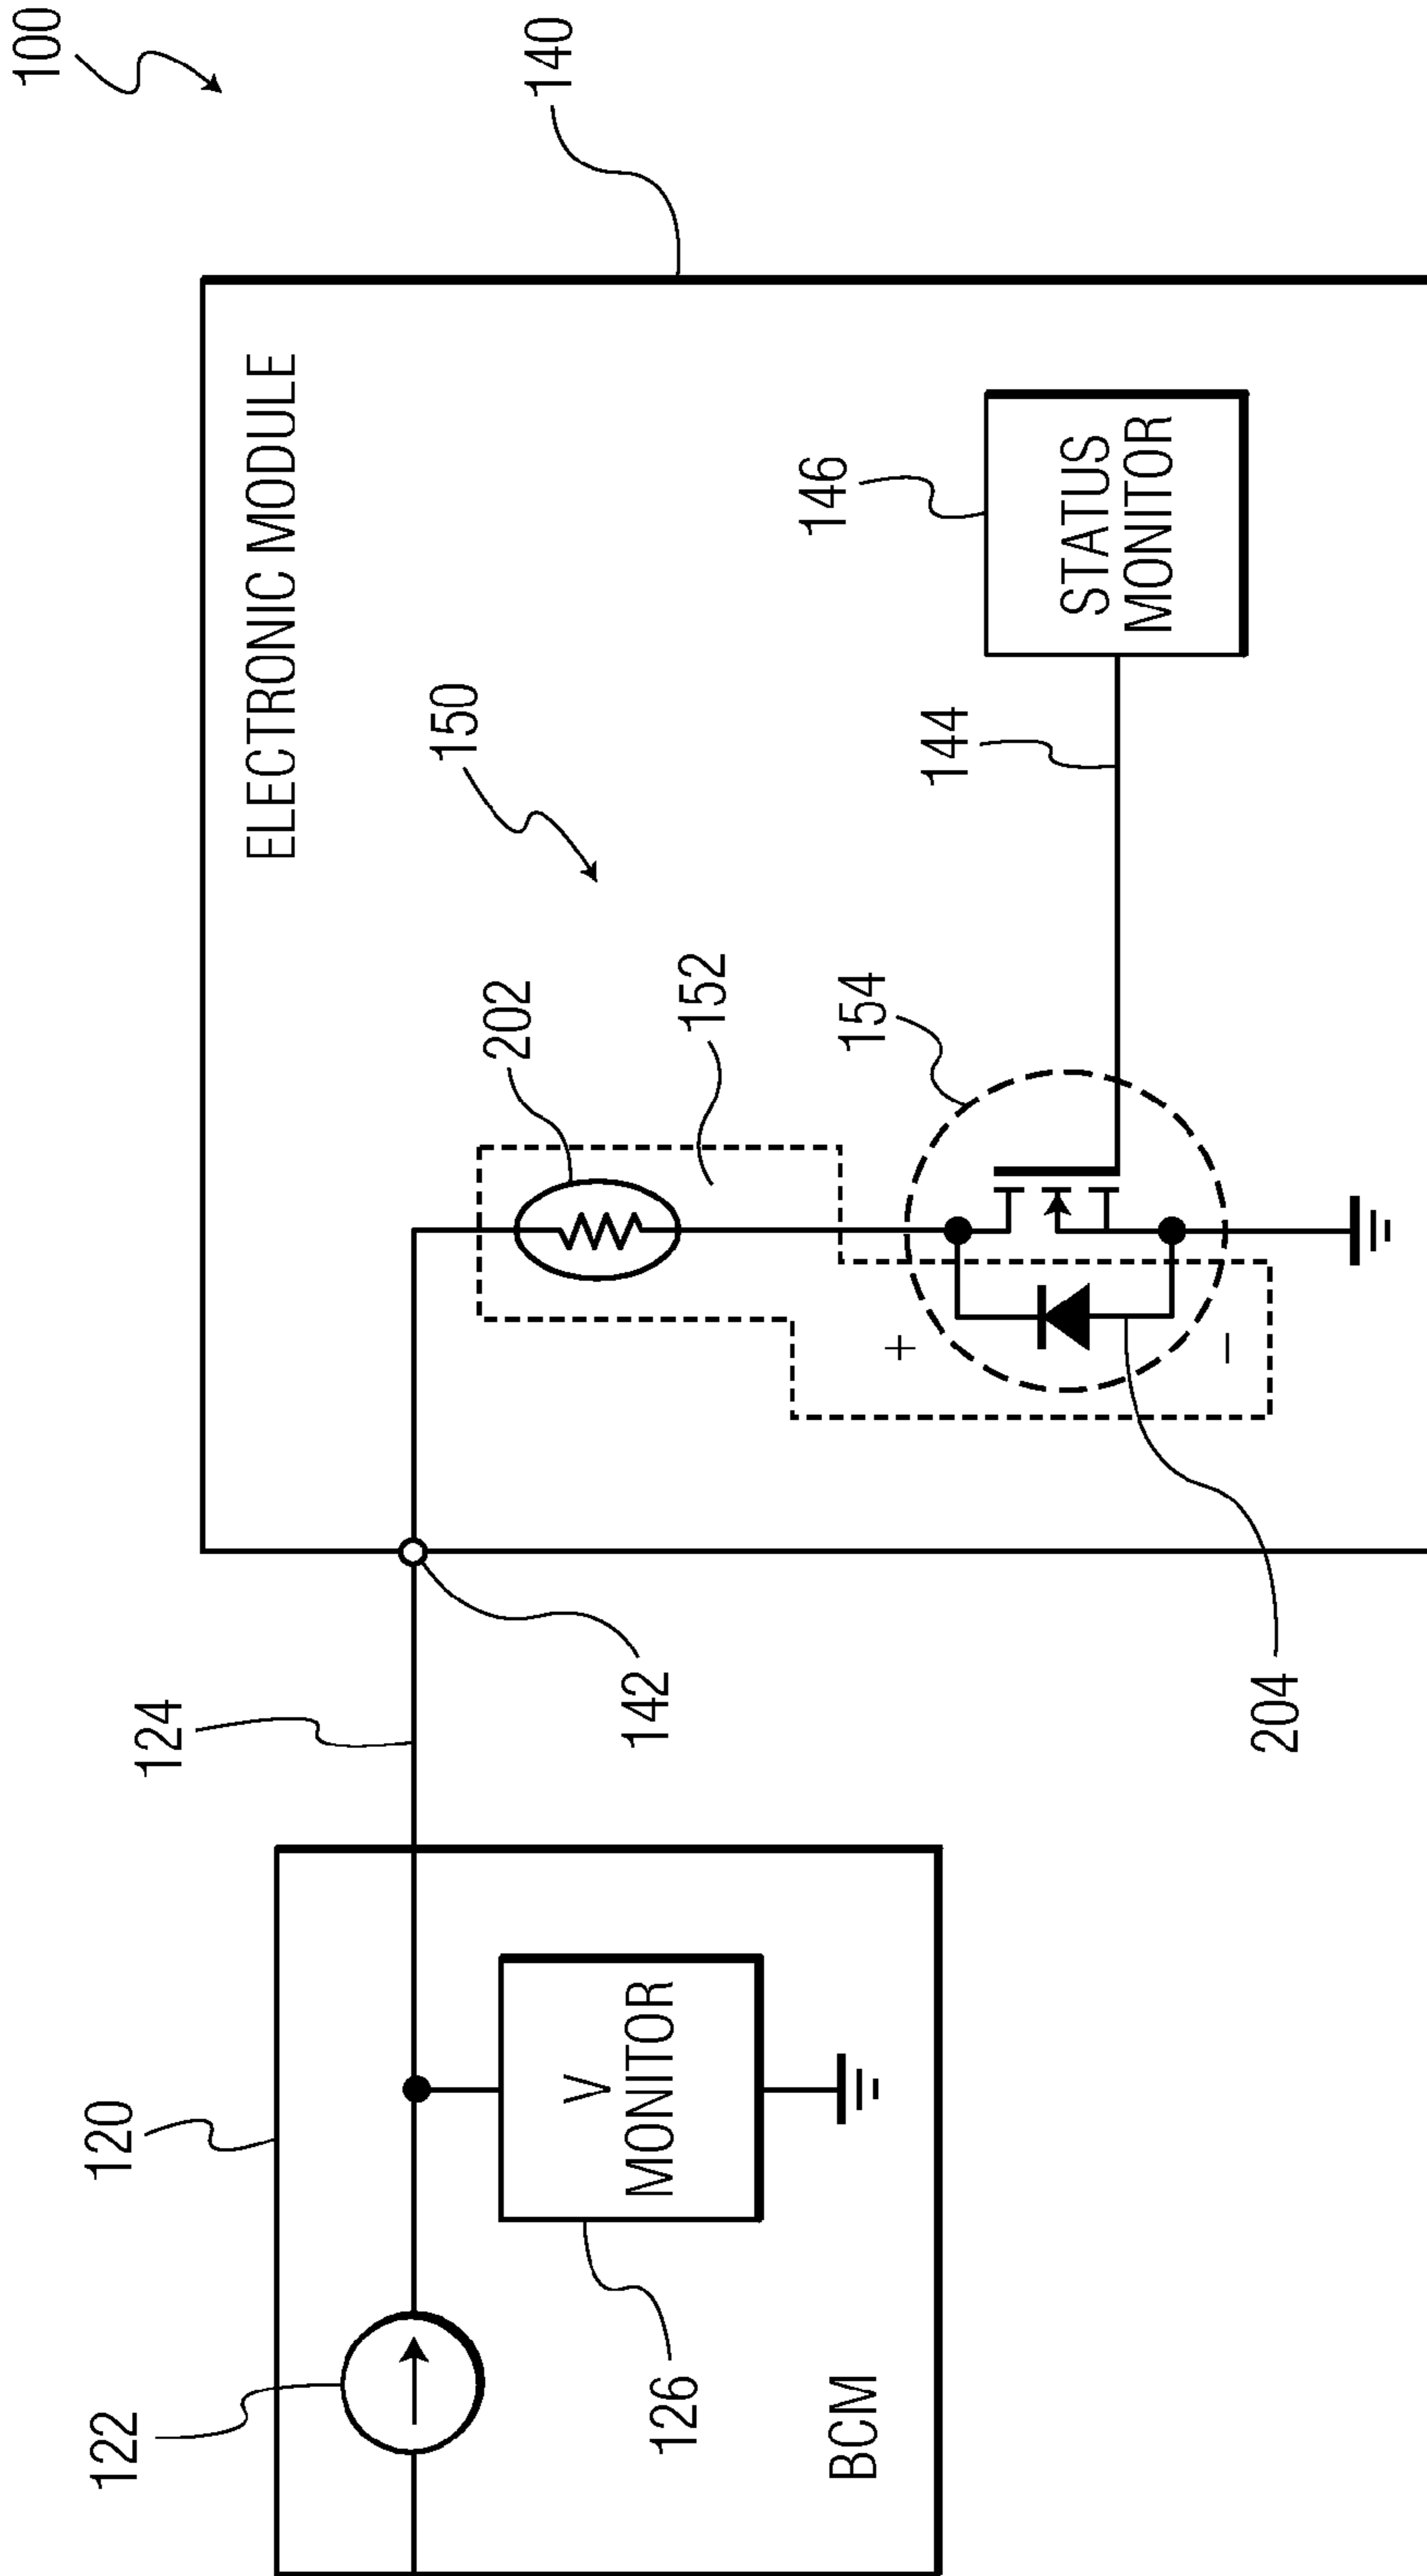 100
140
ELECTRONIC MODULE
150
146
STATUS
MONITOR
144
202
152
154
+
−
142
204
124
120
122
V
MONITOR
126
BCM